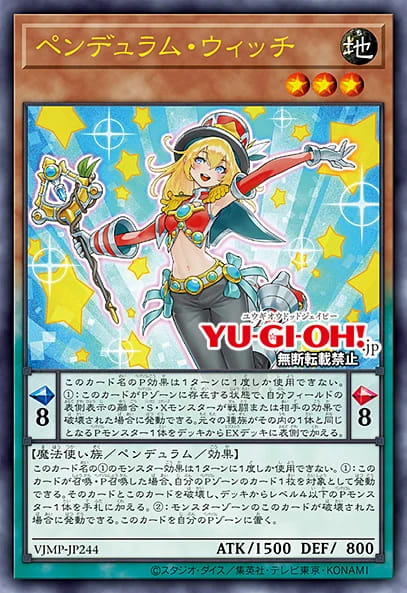 ペンデュラム・ウィッチ
地
ユウギオウドットジェイピー
YU-GI-OH!.jp
無断転載禁止
8
8
このカード名のP効果は1ターンに1度しか使用できない。
①：このカードがPゾーンに存在する状態で、自分フィールドの
表側表示の融合・S・Xモンスターが戦闘または相手の効果で
破壊された場合に発動できる。元々の種族がその内の1体と同じ
となるPモンスター1体をデッキからEXデッキに表側で加える。
【魔法使い族／ペンデュラム／効果】
このカード名の①のモンスター効果は1ターンに1度しか使用できない。①：この
カードが召喚・P召喚した場合、自分のPゾーンのカード1枚を対象として発動
できる。そのカードとこのカードを破壊し、デッキからレベル4以下のPモンス
ター1体を手札に加える。②：モンスターゾーンのこのカードが破壊された
場合に発動できる。このカードを自分のPゾーンに置く。
VJMP-JP244
ATK/1500 DEF/ 800
©スタジオ・ダイス／集英社・テレビ東京・KONAMI